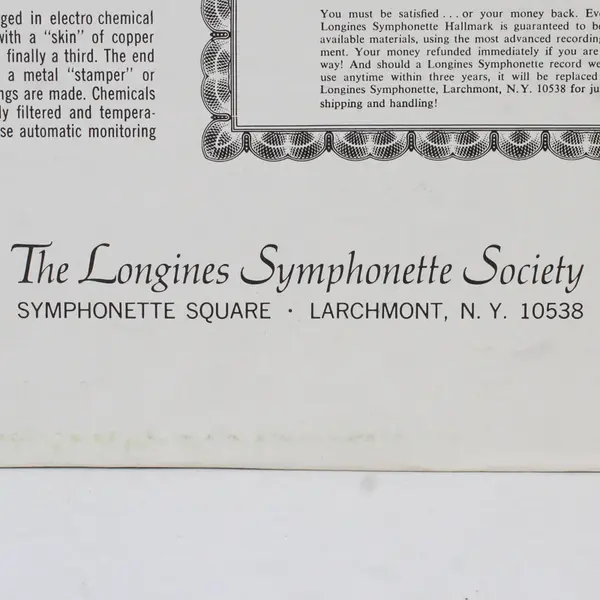 ged in electro chemical
with a “skin” of copper
finally a third. The end
a metal “stamper” or
ngs are made. Chemicals
ly filtered and tempera-
se automatic monitoring
You must be satisfied . . . or your money back. Eve
Longines Symphonette Hallmark is guaranteed to be
available materials, using the most advanced recording
ment. Your money refunded immediately if you are
way! And should a Longines Symphonette record we
use anytime within three years, it will be replaced
Longines Symphonette, Larchmont, N.Y. 10538 for ju
shipping and handling!
The Longines Symphonette Society
SYMPHONETTE SQUARE · LARCHMONT, N. Y. 10538